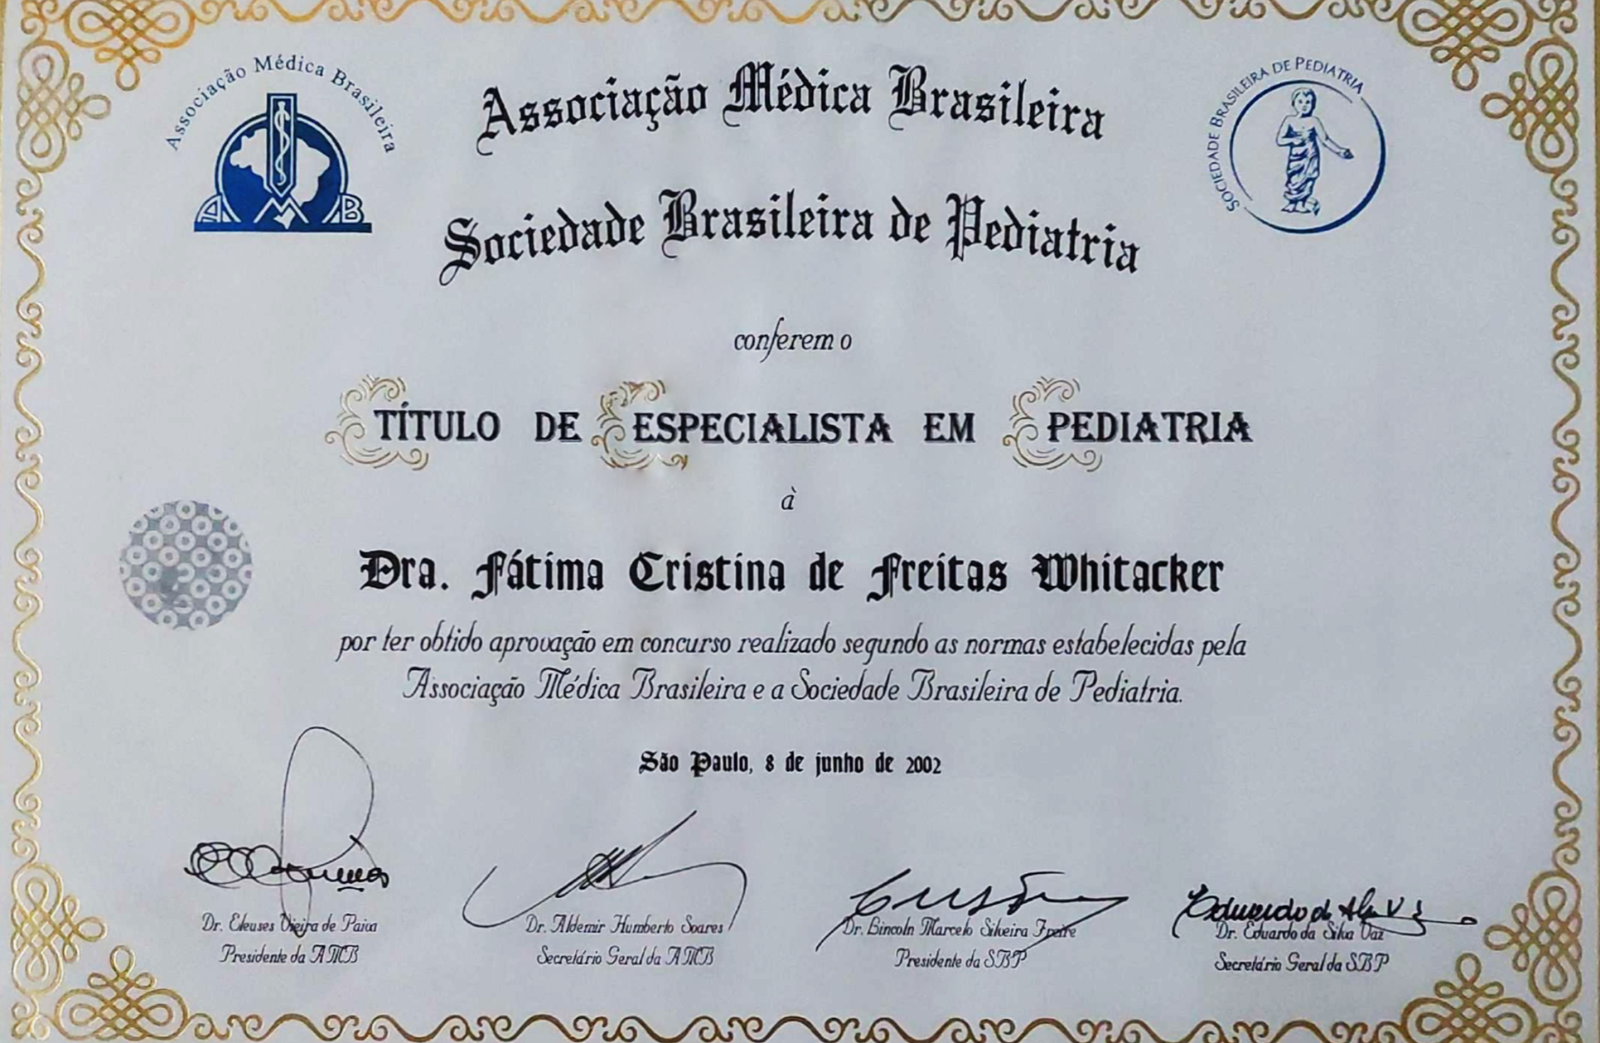 Associação Médica Brasileira
SOCIEDADE BRASILEIRA DE PEDIATRIA
AMB
Associação Médica Brasileira
Sociedade Brasileira de Pediatria
conferem o
TÍTULO DE ESPECIALISTA EM PEDIATRIA
à
Dra. Fátima Cristina de Freitas Whitacker
por ter obtido aprovação em concurso realizado segundo as normas estabelecidas pela
Associação Médica Brasileira e a Sociedade Brasileira de Pediatria.
São Paulo, 8 de junho de 2002
Dr. Eleuses Vieira de Paiva
Presidente da AMB
Dr. Aldemir Humberto Soares
Secretário Geral da AMB
Dr. Lincoln Marcelo Silveira Freire
Presidente da SBP
Dr. Eduardo da Silva Vaz
Secretário Geral da SBP